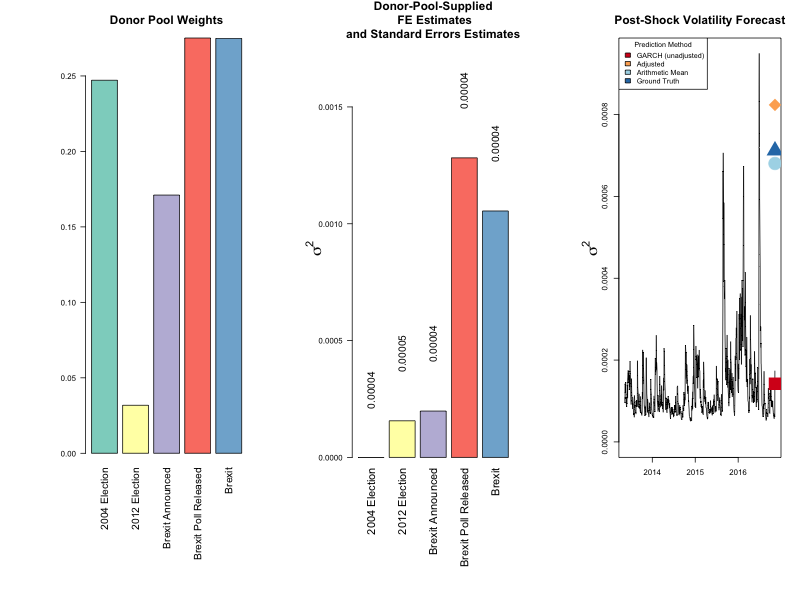 Donor Pool Weights
0.00
0.05
0.10
0.15
0.20
0.25
2004 Election
2012 Election
Brexit Announced
Brexit Poll Released
Brexit
Donor-Pool-Supplied
FE Estimates
and Standard Errors Estimates
σ2
0.0000
0.0005
0.0010
0.0015
0.00004
0.00005
0.00004
0.00004
0.00004
2004 Election
2012 Election
Brexit Announced
Brexit Poll Released
Brexit
Post-Shock Volatility Forecast
Prediction Method
GARCH (unadjusted)
Adjusted
Arithmetic Mean
Ground Truth
σ2
0.0000
0.0002
0.0004
0.0006
0.0008
2014
2015
2016